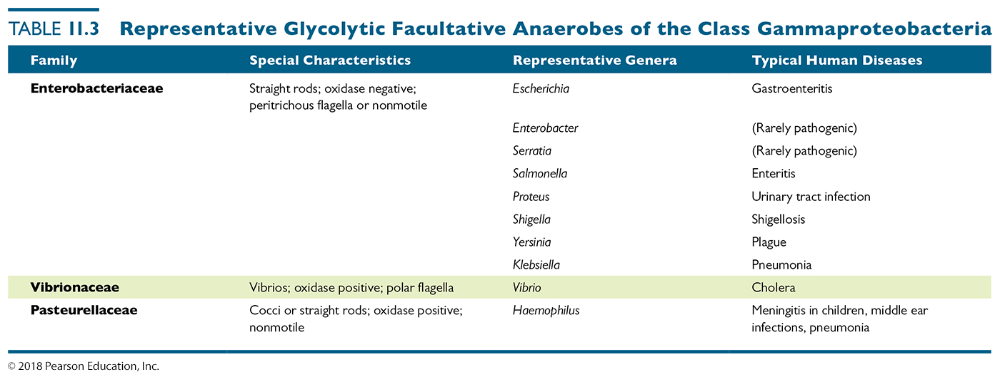 TABLE 11.3 Representative Glycolytic Facultative Anaerobes of the Class Gammaproteobacteria
Family Special Characteristics Representative Genera Typical Human Diseases
Enterobacteriaceae Straight rods; oxidase negative; Escherichia Gastroenteritis
peritrichous flagella or nonmotile
Enterobacter (Rarely pathogenic)
Serratia (Rarely pathogenic)
Salmonella Enteritis
Proteus Urinary tract infection
Shigella Shigellosis
Yersinia Plague
Klebsiella Pneumonia
Vibrionaceae Vibrios; oxidase positive; polar flagella Vibrio Cholera
Pasteurellaceae Cocci or straight rods; oxidase positive; Haemophilus Meningitis in children, middle ear
nonmotile infections, pneumonia
© 2018 Pearson Education, Inc.